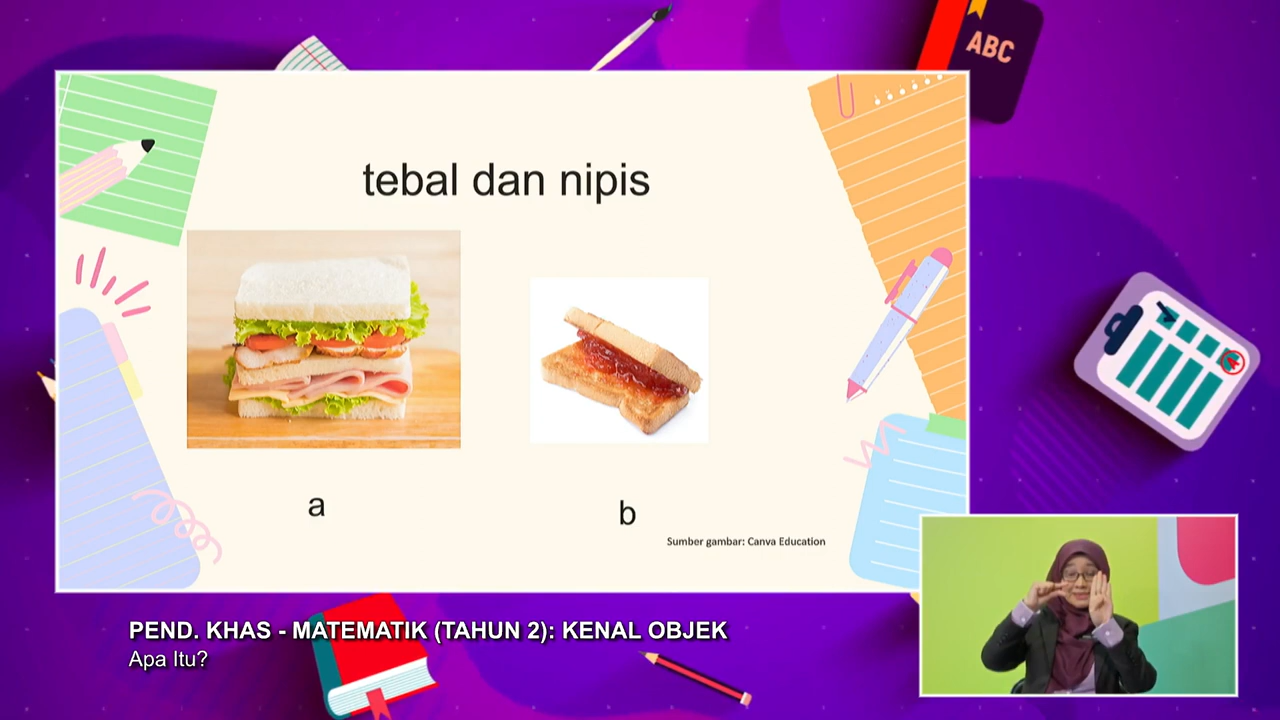 ABC
tebal dan nipis
a
b
Sumber gambar: Canva Education
PEND. KHAS - MATEMATIK (TAHUN 2): KENAL OBJEK
Apa Itu?